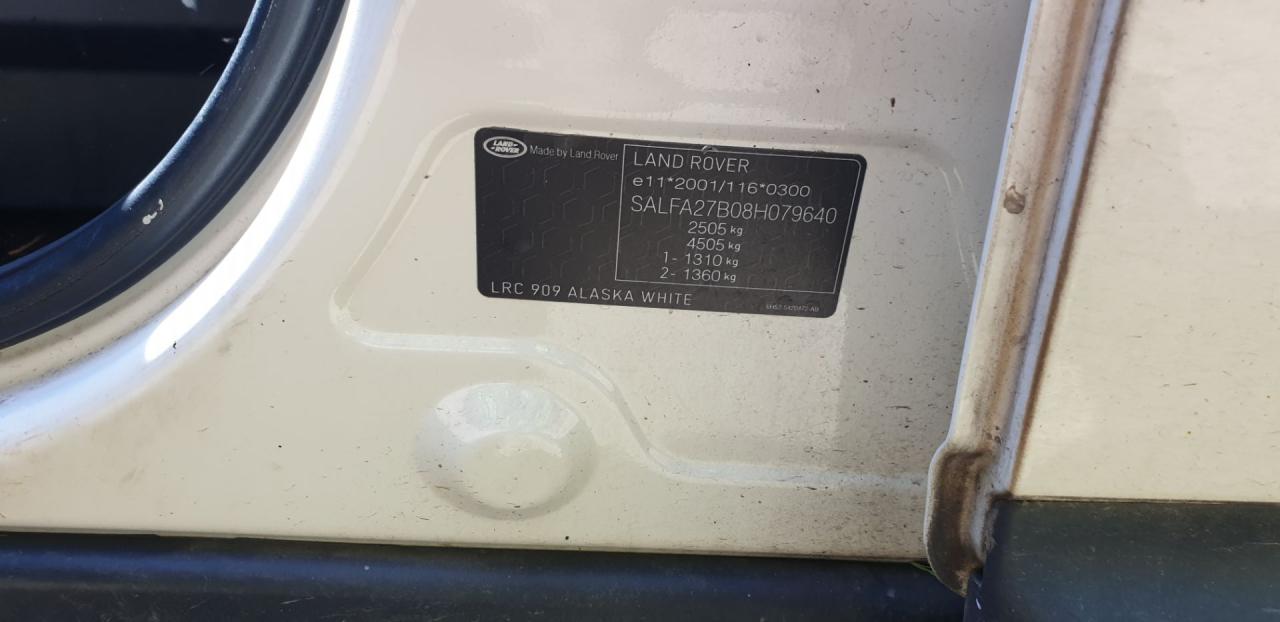 LAND
ROVER
Made by Land Rover
LAND ROVER
e11*2001/116*0300
SALFA27B08H079640
2505 kg
4505 kg
1- 1310 kg
2- 1360 kg
LRC 909 ALASKA WHITE